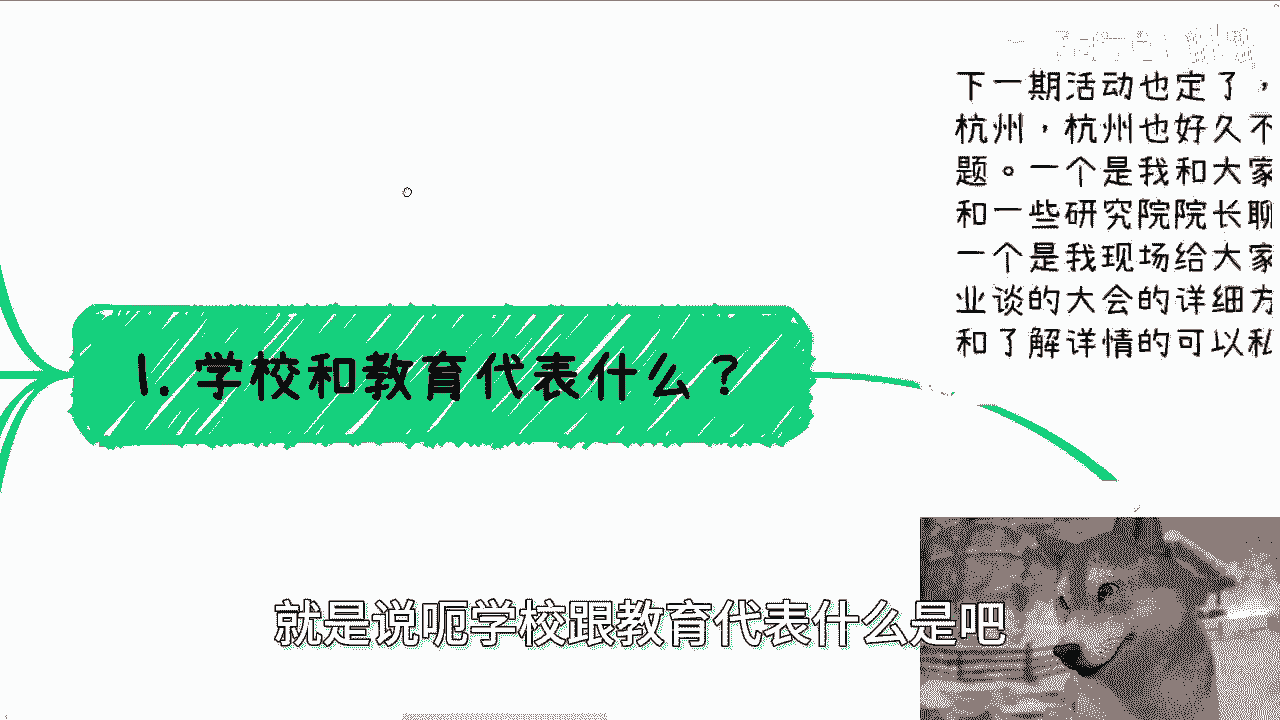 下一期活动也定了，
杭州，杭州也好久不
题。一个是我和大家
和一些研究院院长聊
一个是我现场给大家
业谈的大会的详细方
和了解详情的可以私
1. 学校和教育代表什么？
就是说呃学校跟教育代表什么是吧